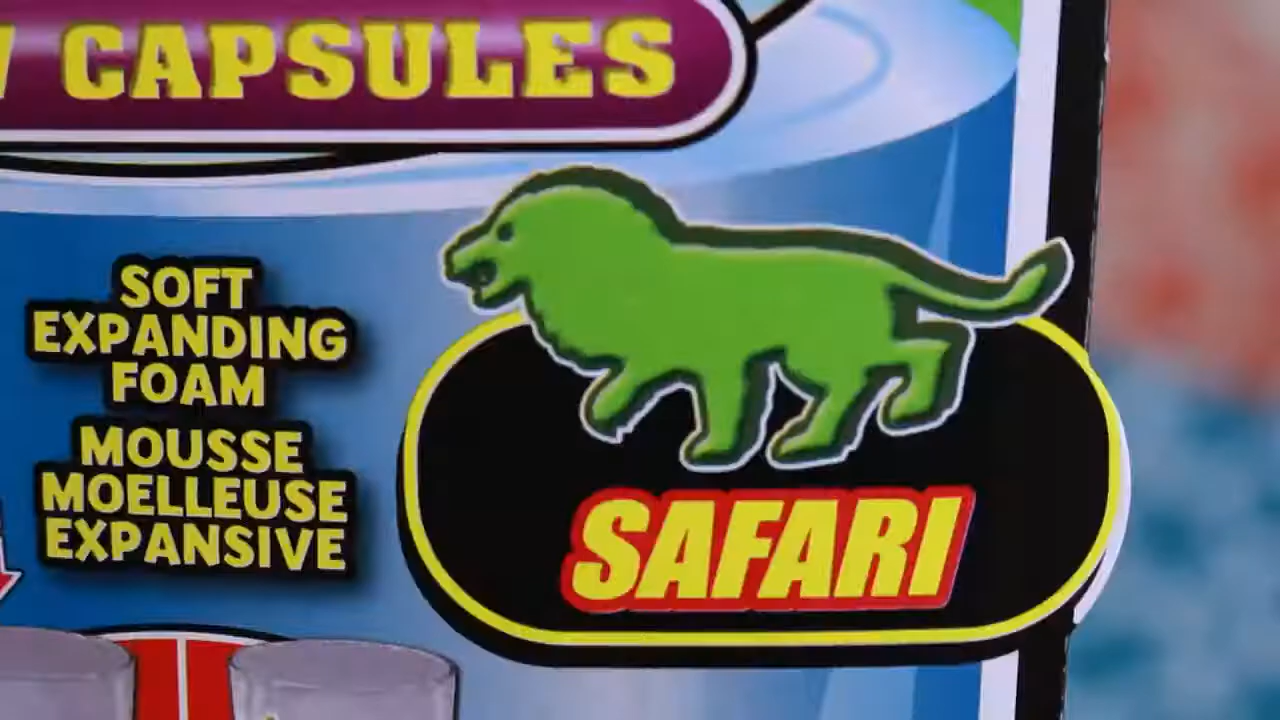 CAPSULES
SOFT
EXPANDING
FOAM
MOUSSE
MOELLEUSE
EXPANSIVE
SAFARI